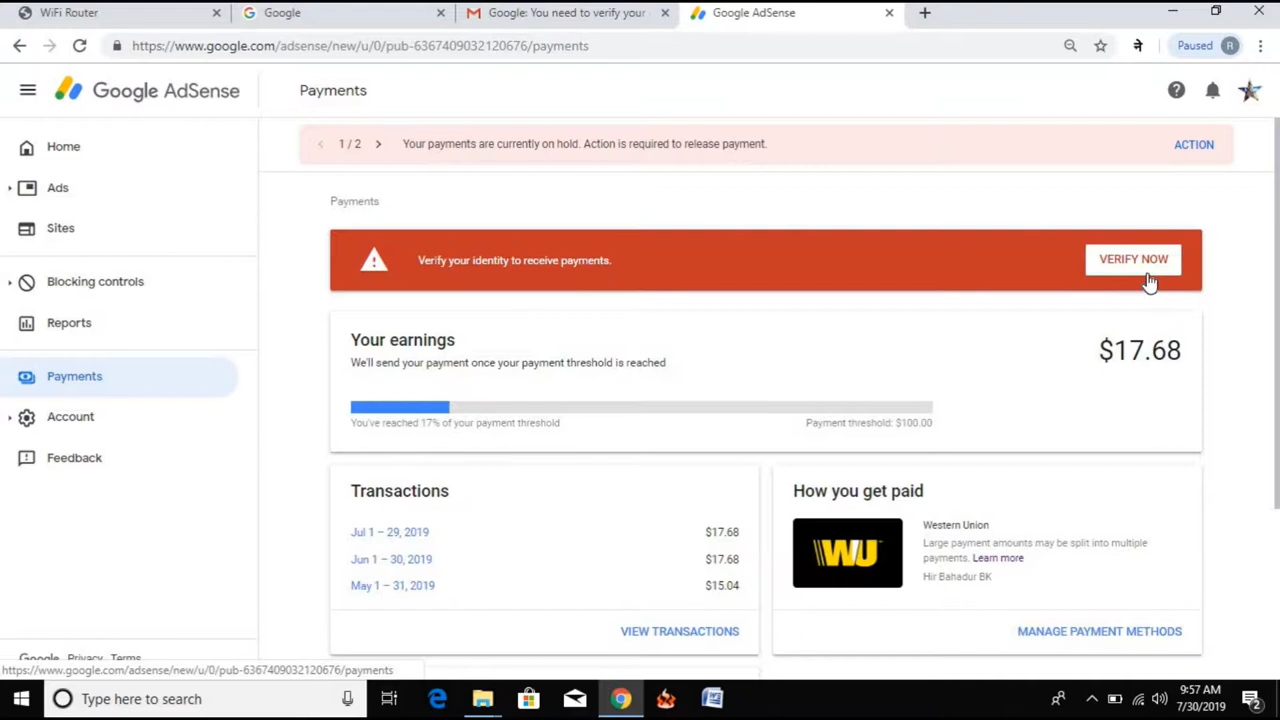 WiFi Router
Google
Google: You need to verify your
Google AdSense
https://www.google.com/adsense/new/u/0/pub-6367409032120676/payments
ने
Paused
R
Google AdSense
Payments
Home
Ads
Sites
Blocking controls
Reports
Payments
Account
Feedback
1 / 2
Your payments are currently on hold. Action is required to release payment.
ACTION
Payments
Verify your identity to receive payments.
VERIFY NOW
Your earnings
$17.68
We'll send your payment once your payment threshold is reached
You've reached 17% of your payment threshold
Payment threshold: $100.00
Transactions
Jul 1 – 29, 2019
$17.68
Jun 1 – 30, 2019
$17.68
May 1 – 31, 2019
$15.04
VIEW TRANSACTIONS
How you get paid
WU
Western Union
Large payment amounts may be split into multiple
payments. Learn more
Hir Bahadur BK
MANAGE PAYMENT METHODS
Google Privacy Terms
https://www.google.com/adsense/new/u/0/pub-6367409032120676/payments
Type here to search
9:57 AM
7/30/2019
2